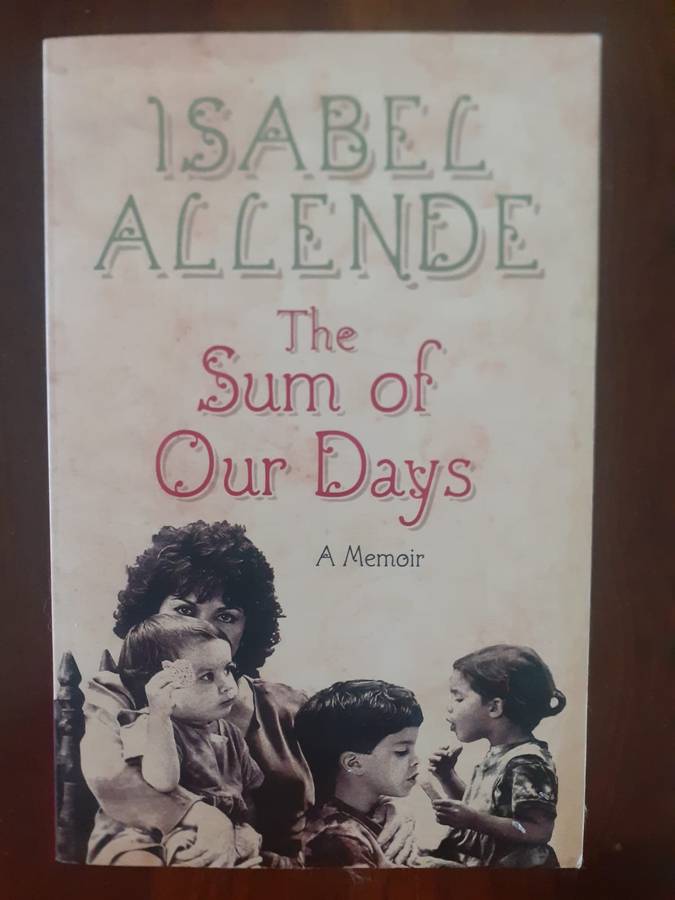 ISABEL
ALLENDE
The
Sum of
Our Days
A Memoir